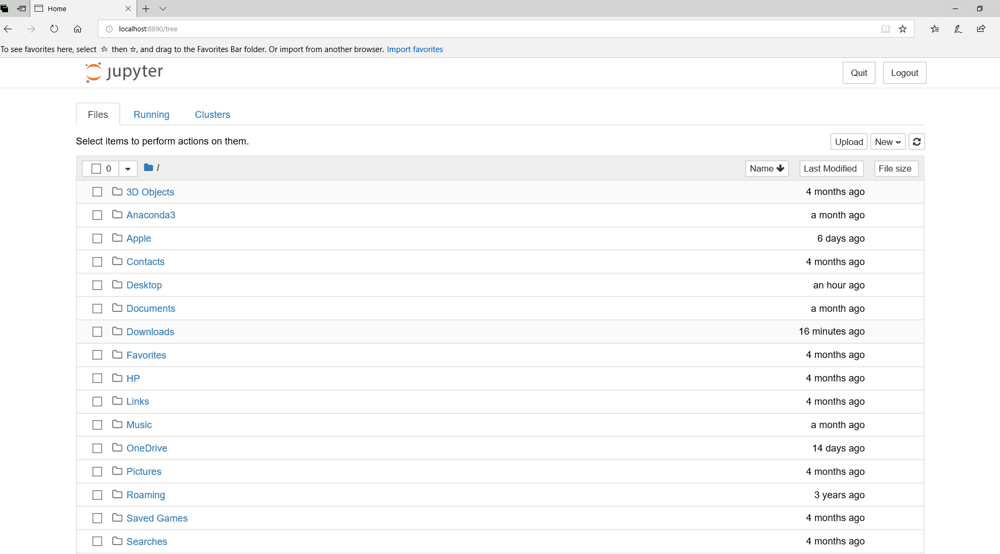 Home
localhost:8890/tree
To see favorites here, select then , and drag to the Favorites Bar folder. Or import from another browser. Import favorites
jupyter
Quit Logout
Files Running Clusters
Select items to perform actions on them.
Upload New
0 / Name Last Modified File size
3D Objects 4 months ago
Anaconda3 a month ago
Apple 6 days ago
Contacts 4 months ago
Desktop an hour ago
Documents a month ago
Downloads 16 minutes ago
Favorites 4 months ago
HP 4 months ago
Links 4 months ago
Music a month ago
OneDrive 14 days ago
Pictures 4 months ago
Roaming 3 years ago
Saved Games 4 months ago
Searches 4 months ago